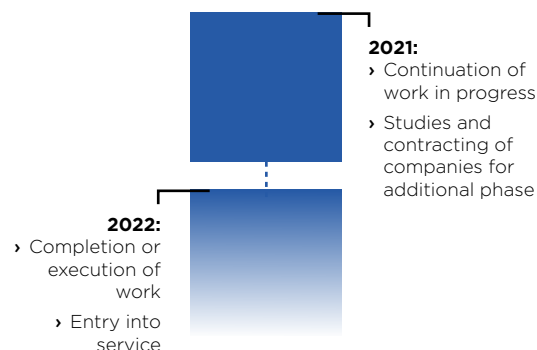 2021:
› Continuation of
work in progress
› Studies and
contracting of
companies for
additional phase
2022:
› Completion or
execution of
work
› Entry into
service